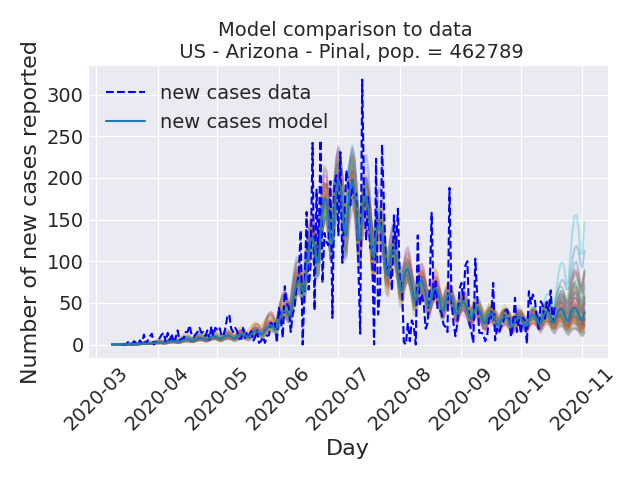 Model comparison to data
US - Arizona - Pinal, pop. = 462789
Number of new cases reported
300
250
200
150
100
50
0
new cases data
new cases model
2020-03
2020-04
2020-05
2020-06
2020-07
2020-08
2020-09
2020-10
2020-11
Day